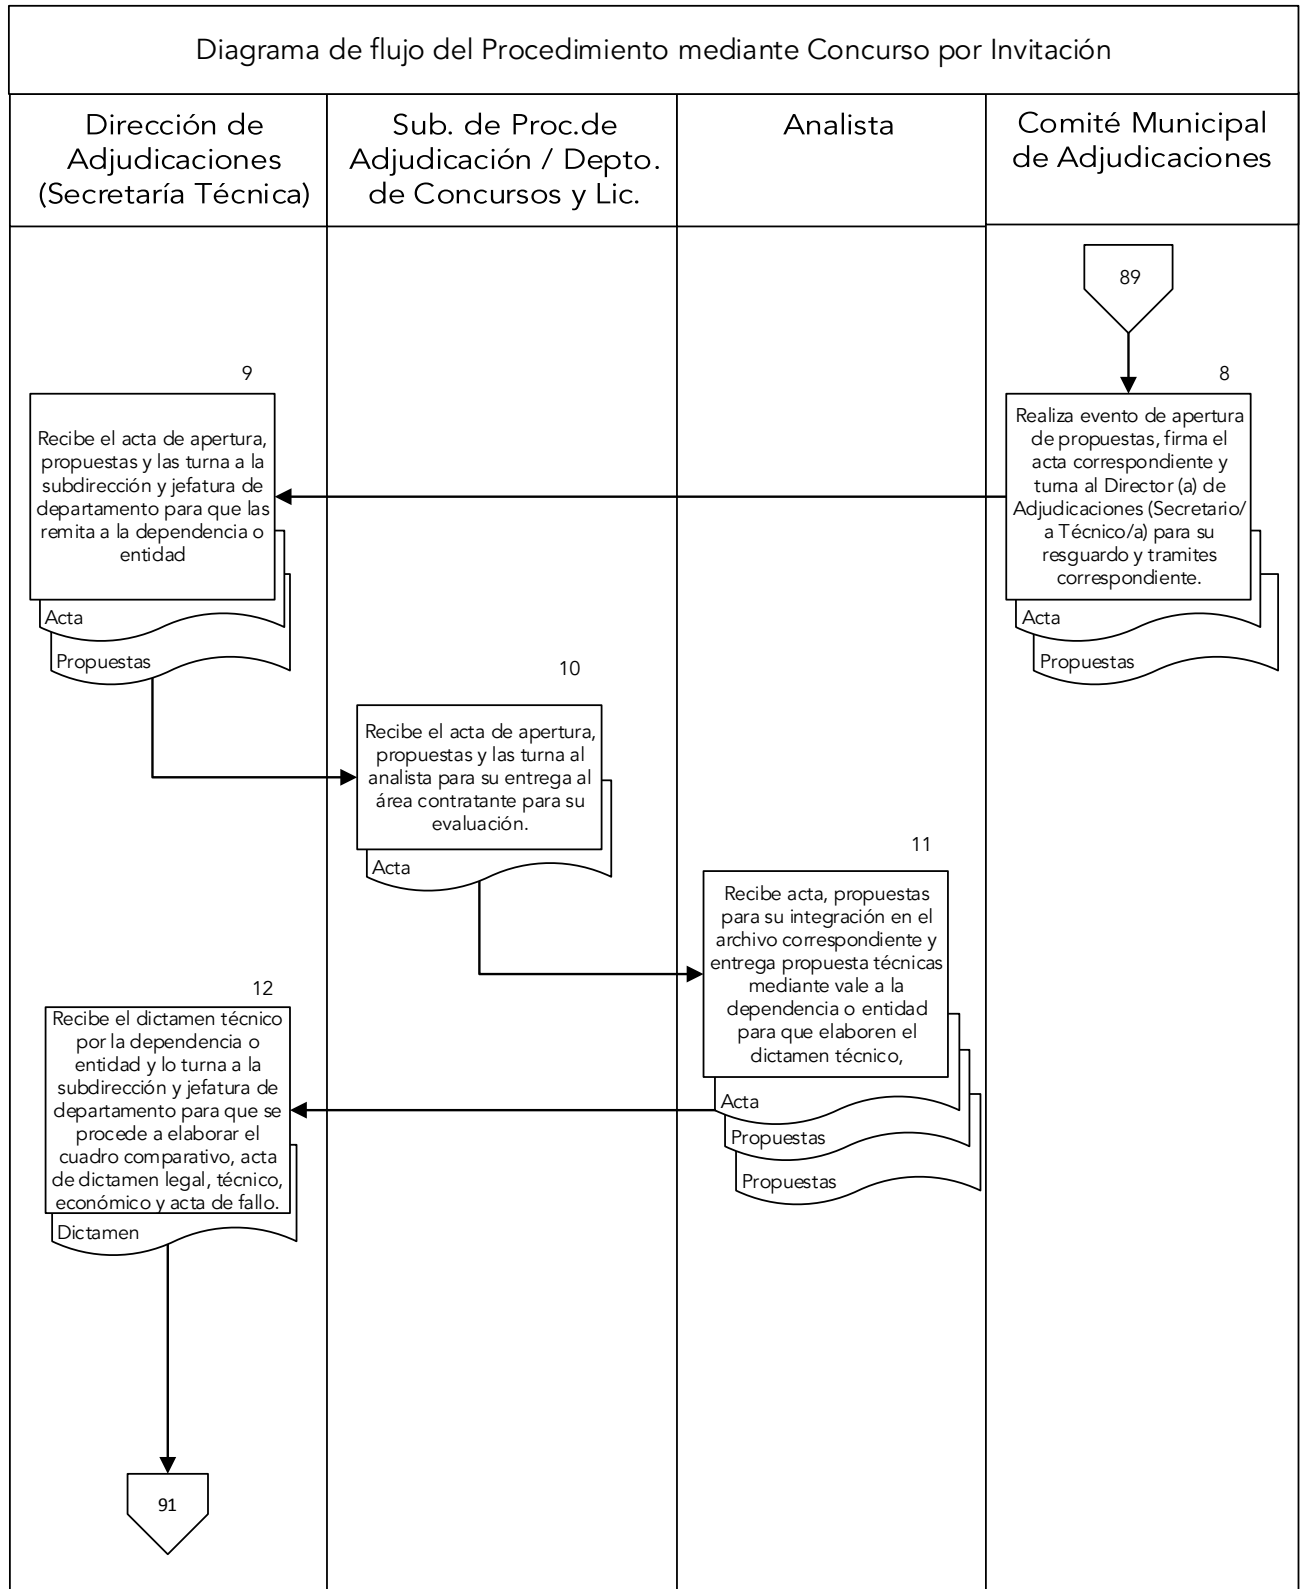 Diagrama de flujo del Procedimiento mediante Concurso por Invitación
Dirección de
Adjudicaciones
(Secretaría Técnica)
Sub. de Proc.de
Adjudicación / Depto.
de Concursos y Lic.
Analista
Comité Municipal
de Adjudicaciones
89
8
Realiza evento de apertura
de propuestas, firma el
acta correspondiente y
turna al Director (a) de
Adjudicaciones (Secretario/
a Técnico/a) para su
resguardo y tramites
correspondiente.
Acta
Propuestas
9
Recibe el acta de apertura,
propuestas y las turna a la
subdirección y jefatura de
departamento para que las
remita a la dependencia o
entidad
Acta
Propuestas
10
Recibe el acta de apertura,
propuestas y las turna al
analista para su entrega al
área contratante para su
evaluación.
Acta
11
Recibe acta, propuestas
para su integración en el
archivo correspondiente y
entrega propuesta técnicas
mediante vale a la
dependencia o entidad
para que elaboren el
dictamen técnico,
Acta
Propuestas
Propuestas
12
Recibe el dictamen técnico
por la dependencia o
entidad y lo turna a la
subdirección y jefatura de
departamento para que se
procede a elaborar el
cuadro comparativo, acta
de dictamen legal, técnico,
económico y acta de fallo.
Dictamen
91